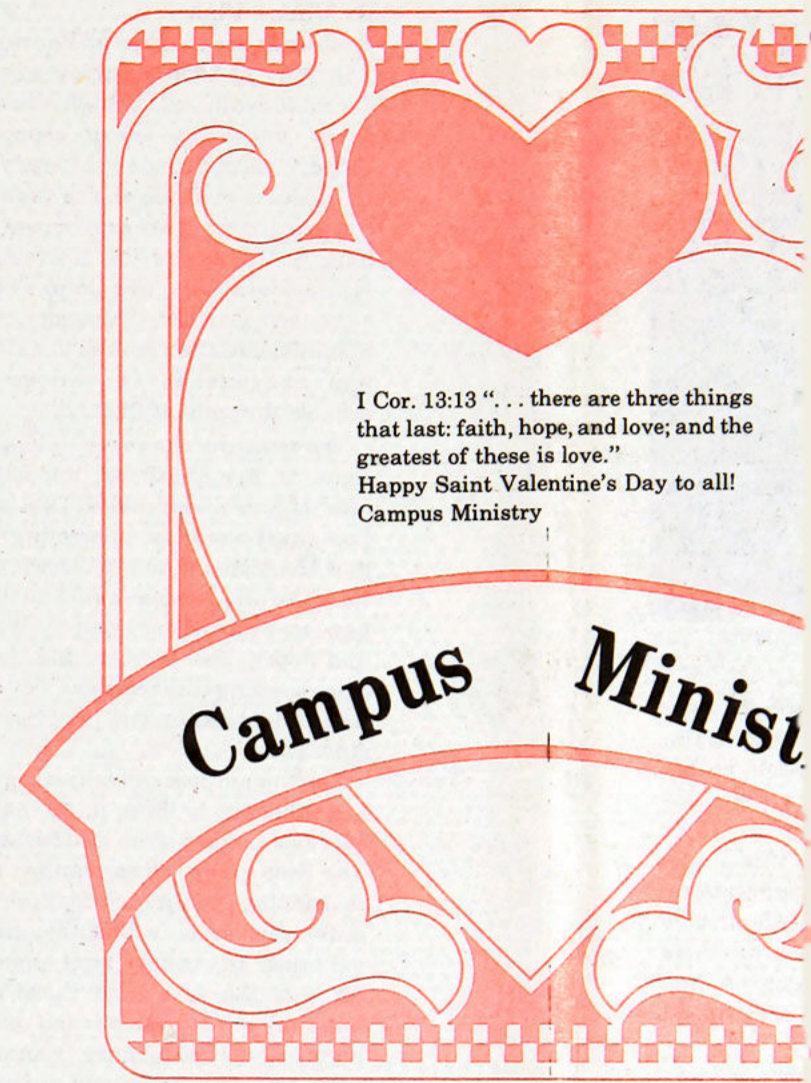 I Cor. 13:13 “. . . there are three things
that last: faith, hope, and love; and the
greatest of these is love.”
Happy Saint Valentine’s Day to all!
Campus Ministry
Campus Minist